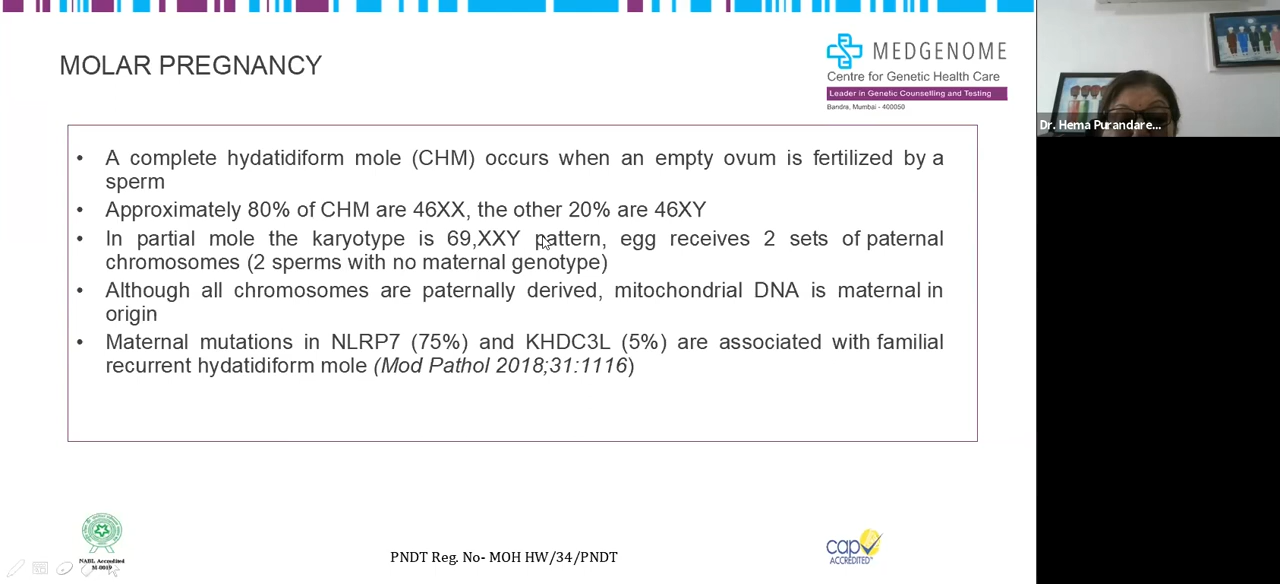 MOLAR PREGNANCY
MEDGENOME
Centre for Genetic Health Care
Leader in Genetic Counselling and Testing
Bandra, Mumbai - 400050
Dr. Hema Purandare...
• A complete hydatidiform mole (CHM) occurs when an empty ovum is fertilized by a
sperm
• Approximately 80% of CHM are 46XX, the other 20% are 46XY
• In partial mole the karyotype is 69,XXY pattern, egg receives 2 sets of paternal
chromosomes (2 sperms with no maternal genotype)
• Although all chromosomes are paternally derived, mitochondrial DNA is maternal in
origin
• Maternal mutations in NLRP7 (75%) and KHDC3L (5%) are associated with familial
recurrent hydatidiform mole (Mod Pathol 2018;31:1116)
NABL Accredited
M-0019
PNDT Reg. No- MOH HW/34/PNDT
cap
ACCREDITED